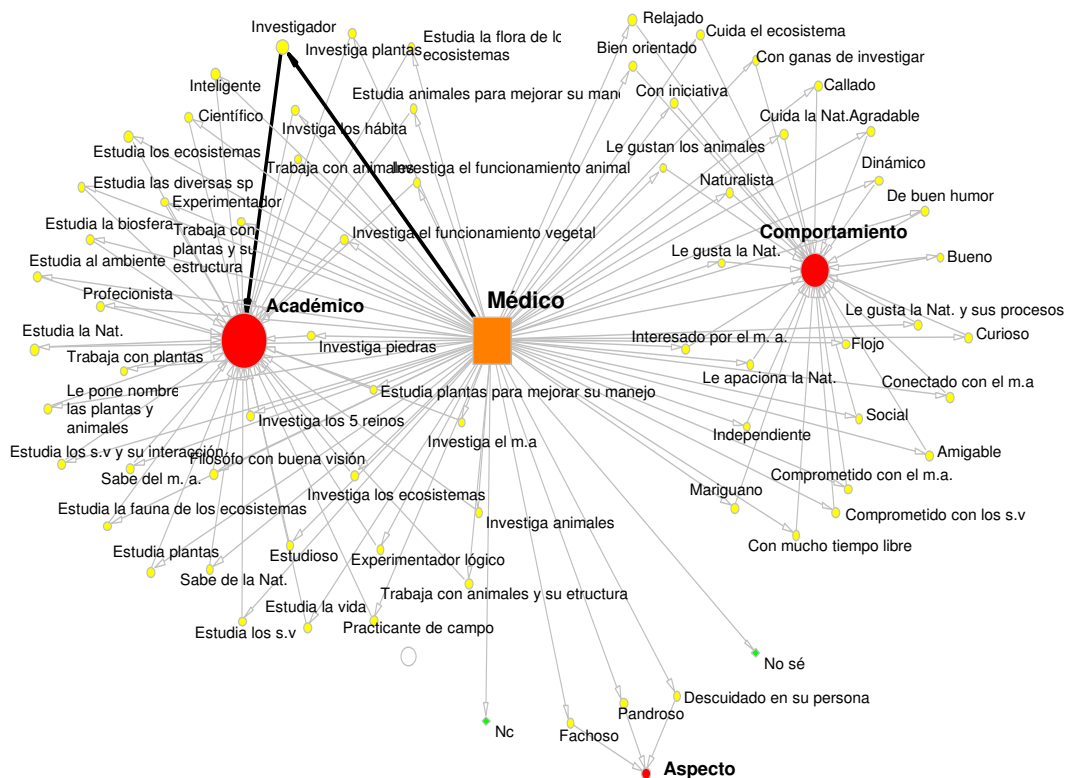 Investigador
Investiga plantas
Estudia la flora de lo
ecosistemas
Relajado
Cuida el ecosistema
Bien orientado
Con ganas de investigar
Inteligente
Estudia animales para mejorar su man
Con iniciativa
Callado
Científico
Invstiga los hábita
Cuida la Nat.
Agradable
Estudia los ecosistemas
Le gustan los animales
Trabaja con animales
Investiga el funcionamiento animal
Dinámico
Estudia las diversas sp
Experimentador
Naturalista
De buen humor
Estudia la biosfera
Trabaja con
plantas y su
estructura
Investiga el funcionamiento vegetal
Comportamiento
Le gusta la Nat.
Bueno
Estudia al ambiente
Profecionista
Académico
Médico
Le gusta la Nat. y sus procesos
Estudia la Nat.
Investiga piedras
Interesado por el m. a.
Flojo
Curioso
Trabaja con plantas
Le apaciona la Nat.
Conectado con el m.a
Le pone nombre
las plantas y
animales
Estudia plantas para mejorar su manejo
Investiga los 5 reinos
Social
Investiga el m.a
Independiente
Estudia los s.v y su interacción
Filosófo con buena visión
Amigable
Sabe del m. a.
Comprometido con el m.a.
Investiga los ecosistemas
Mariguano
Estudia la fauna de los ecosistemas
Investiga animales
Comprometido con los s.v
Estudia plantas
Estudioso
Experimentador lógico
Con mucho tiempo libre
Sabe de la Nat.
Trabaja con animales y su etructura
Estudia la vida
Estudia los s.v
Practicante de campo
No sé
Descuidado en su persona
Pandroso
Nc
Fachoso
Aspecto